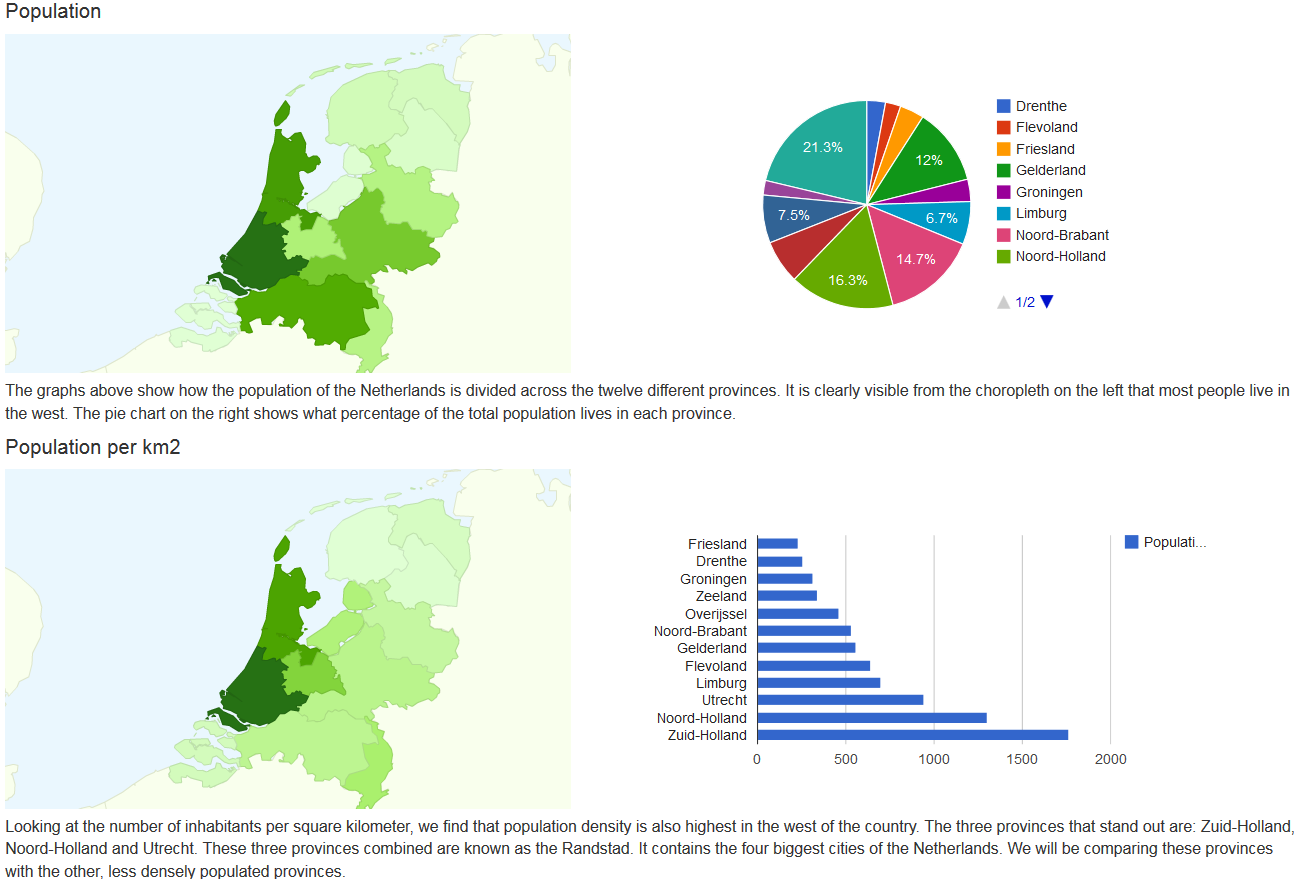 Population
21.3%
12%
7.5%
6.7%
14.7%
16.3%
Drenthe
Flevoland
Friesland
Gelderland
Groningen
Limburg
Noord-Brabant
Noord-Holland
1/2
The graphs above show how the population of the Netherlands is divided across the twelve different provinces. It is clearly visible from the choropleth on the left that most people live in
the west. The pie chart on the right shows what percentage of the total population lives in each province.
Population per km2
Friesland
Drenthe
Groningen
Zeeland
Overijssel
Noord-Brabant
Gelderland
Flevoland
Limburg
Utrecht
Noord-Holland
Zuid-Holland
0 500 1000 1500 2000
Populati...
Looking at the number of inhabitants per square kilometer, we find that population density is also highest in the west of the country. The three provinces that stand out are: Zuid-Holland,
Noord-Holland and Utrecht. These three provinces combined are known as the Randstad. It contains the four biggest cities of the Netherlands. We will be comparing these provinces
with the other, less densely populated provinces.